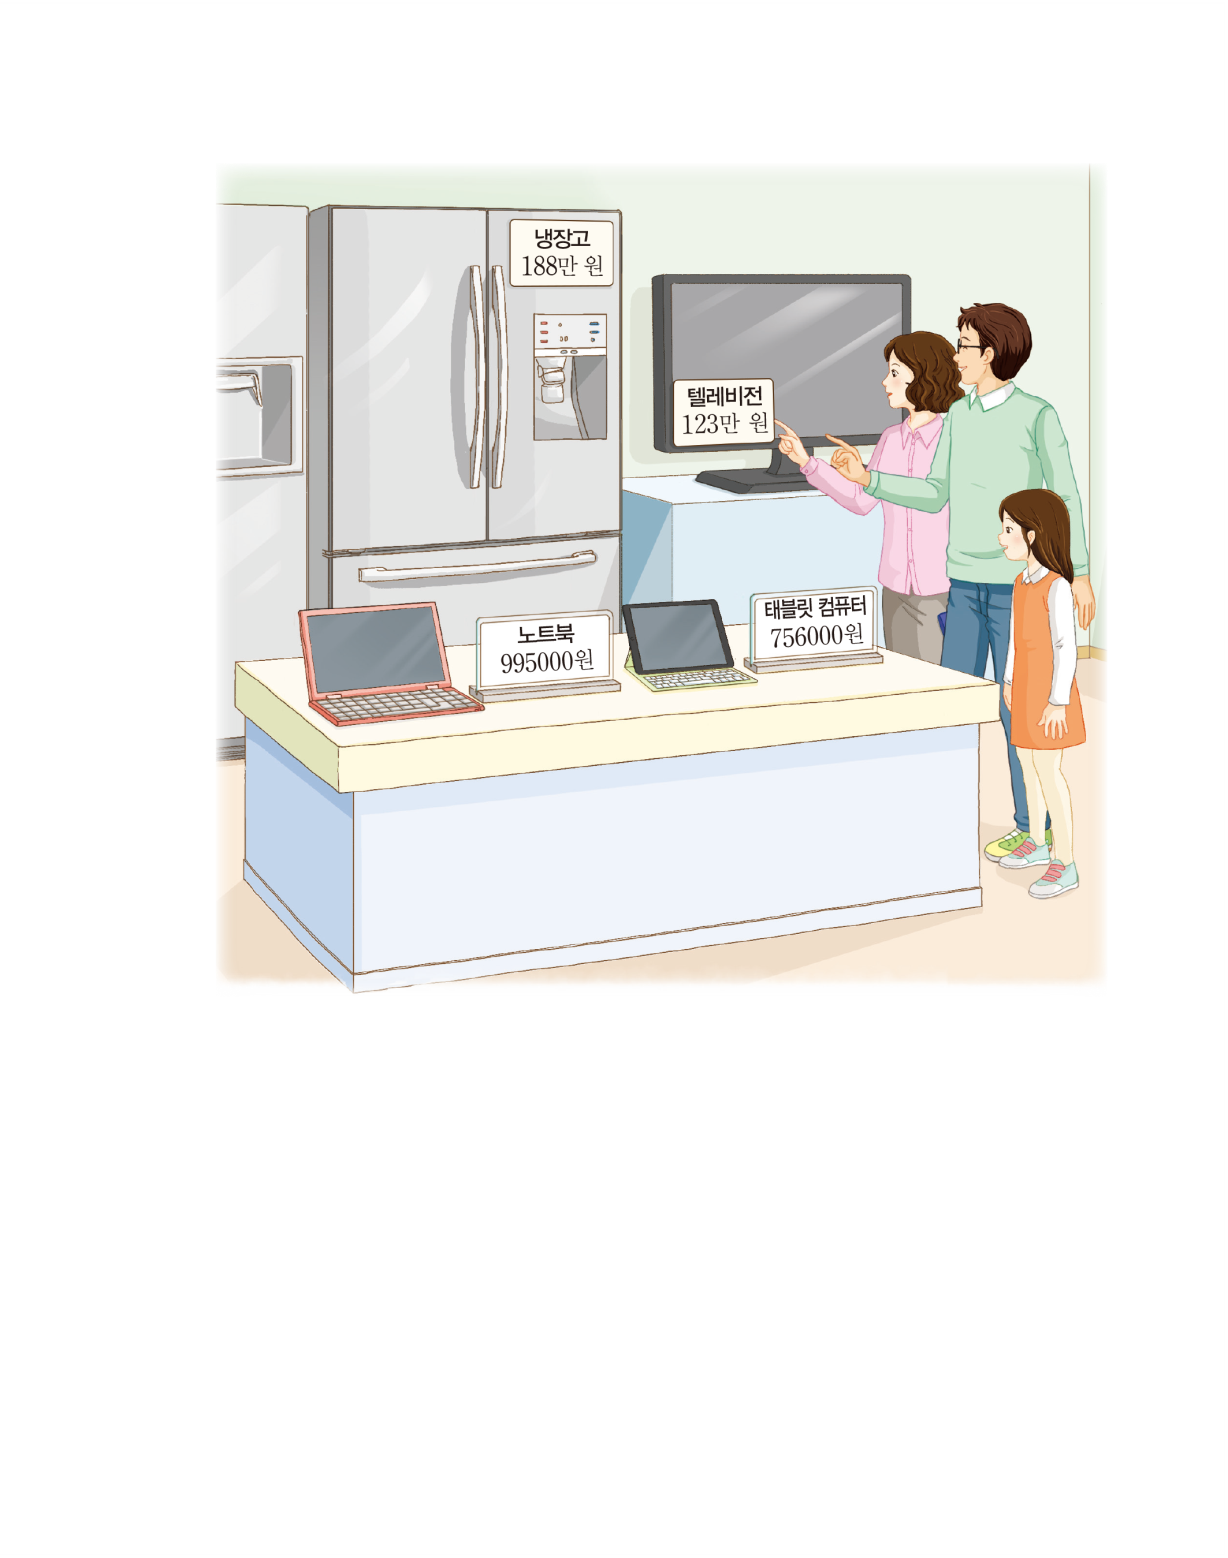 냉장고
188만 원
텔레비전
123만 원
노트북
995000원
태블릿 컴퓨터
756000원